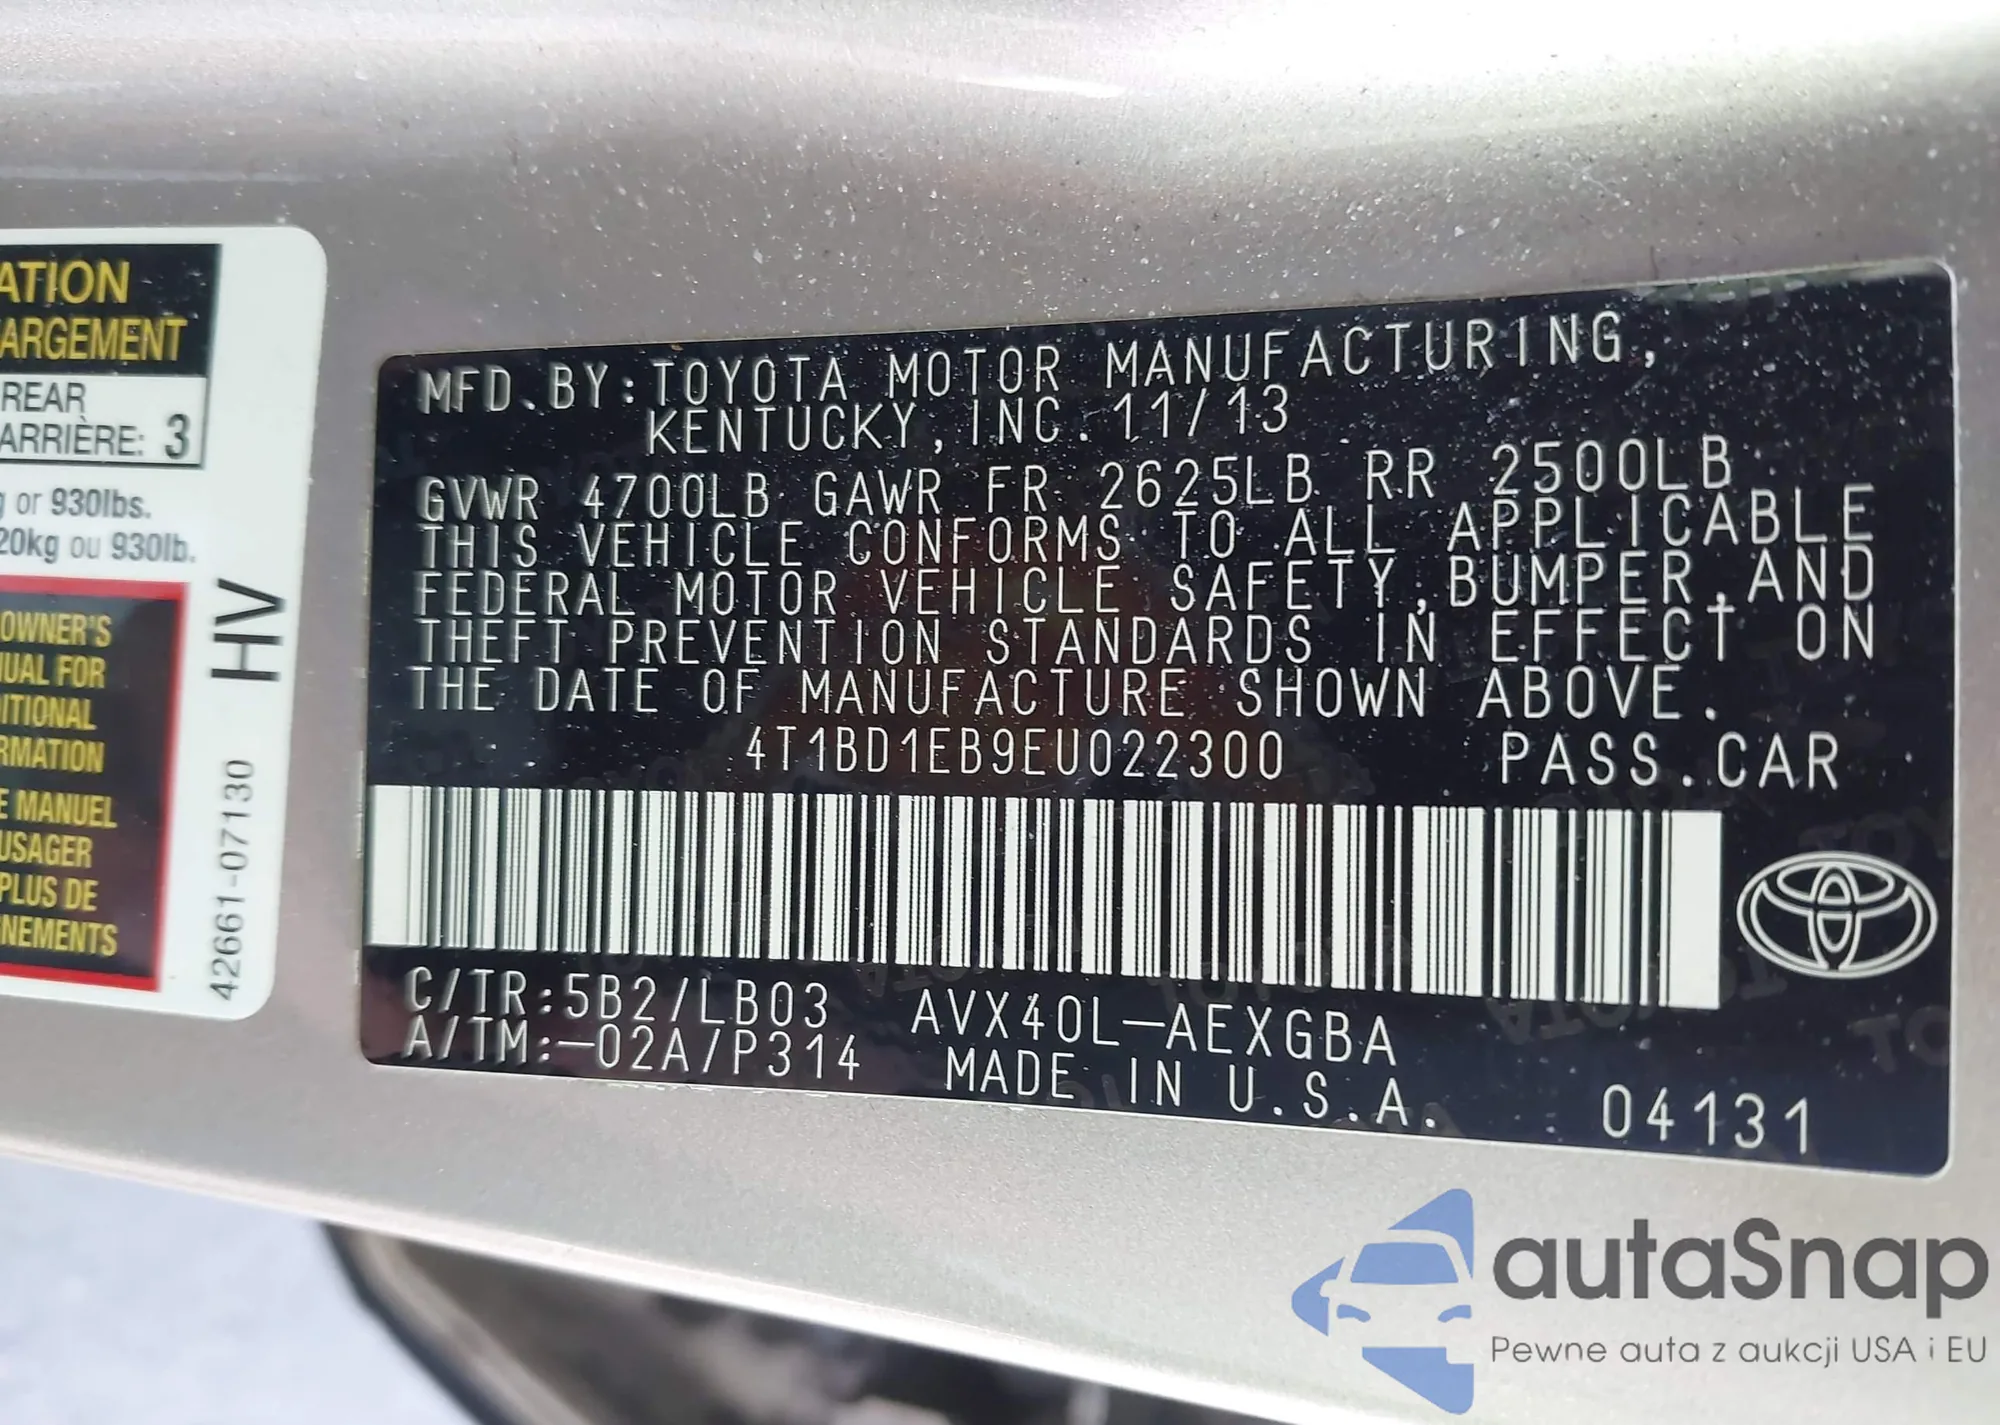 ATION
ARGEMENT
REAR
ARRIÈRE: 3
or 930lbs.
20kg ou 930lb.
OWNER'S
UAL FOR
ITIONAL
RMATION
E MANUEL
USAGER
PLUS DE
NEMENTS
HV
42661-07130
MFD.BY:TOYOTA MOTOR MANUFACTURING,
KENTUCKY,INC.11/13
GVWR 4700LB GAWR FR 2625LB RR 2500LB
THIS VEHICLE CONFORMS TO ALL APPLICABLE
FEDERAL MOTOR VEHICLE SAFETY,BUMPER,AND
THEFT PREVENTION STANDARDS IN EFFECT ON
THE DATE OF MANUFACTURE SHOWN ABOVE.
4T1BD1EB9EU022300 PASS.CAR
C/TR:5B2/LB03 AVX40L-AEXGBA
A/TM:-02A/P314 MADE IN U.S.A. 04131
autaSnap
Pewne auta z aukcji USA i EU